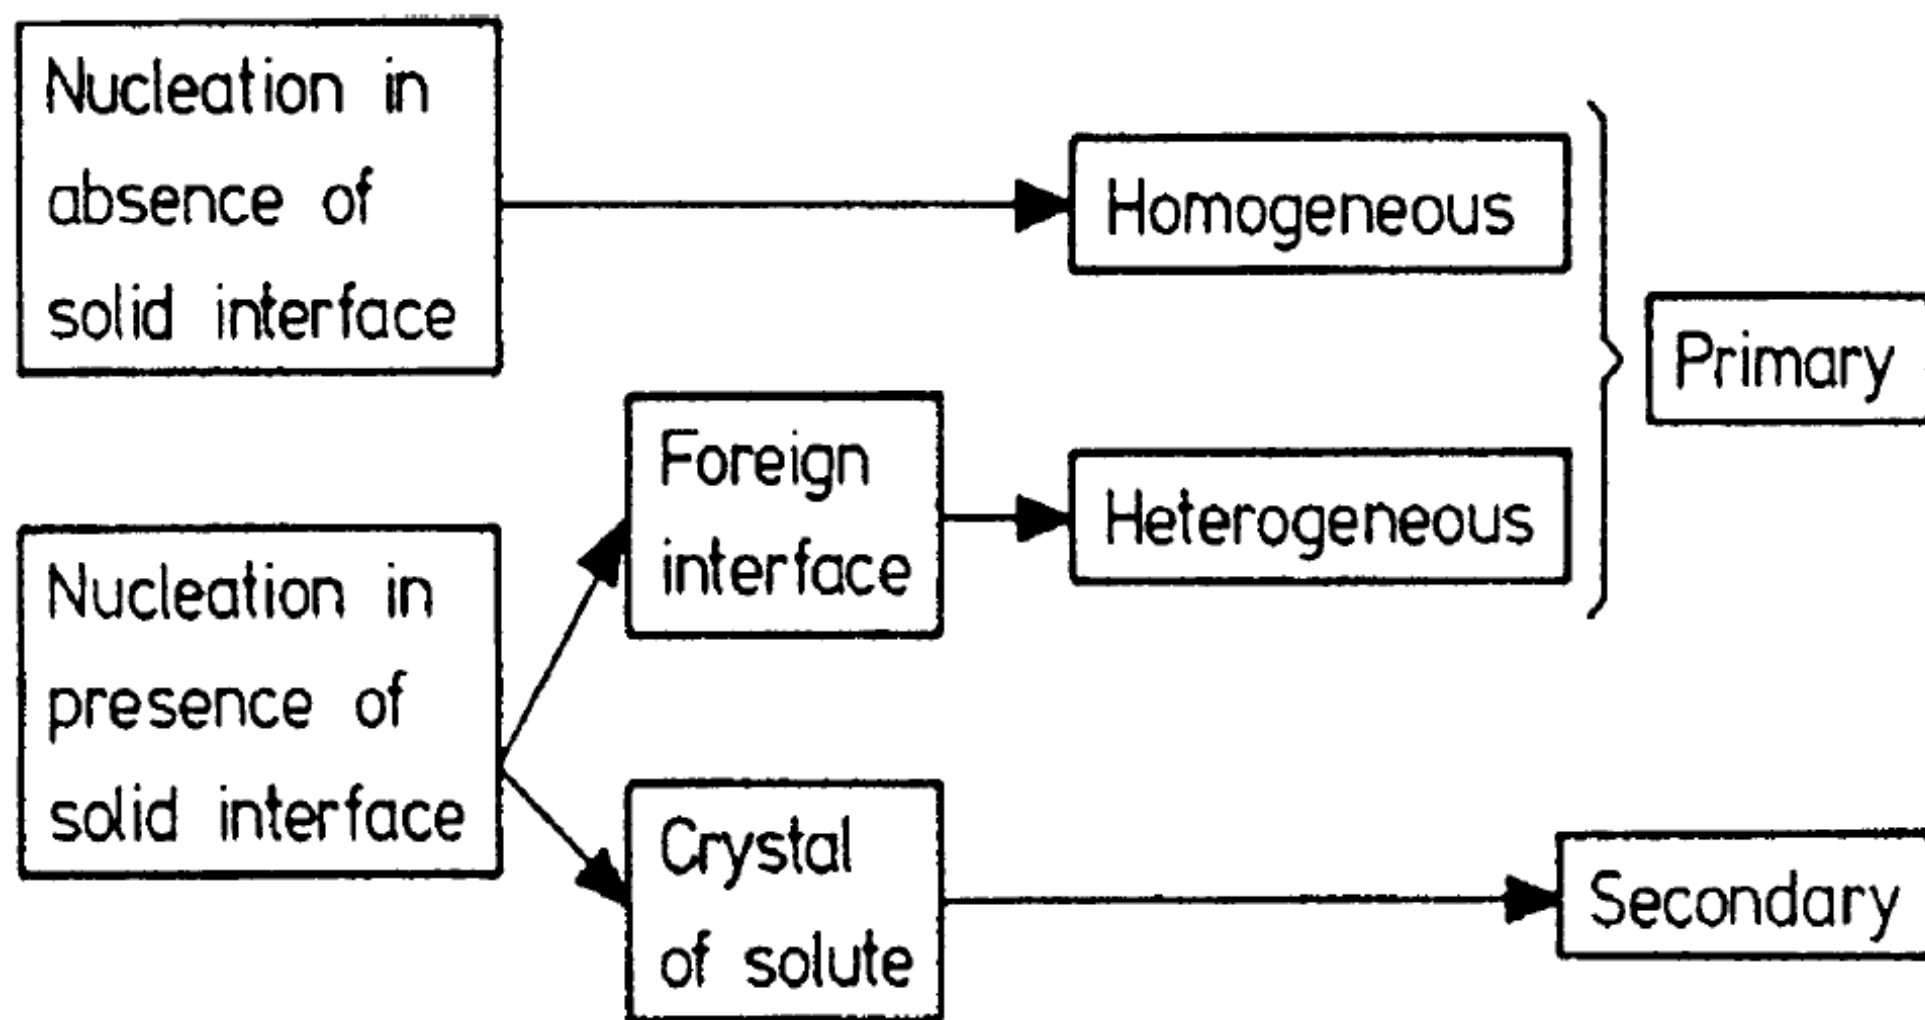 Nucleation in
absence of
solid interface
Homogeneous
Primary
Foreign
interface
Heterogeneous
Nucleation in
presence of
solid interface
Crystal
of solute
Secondary